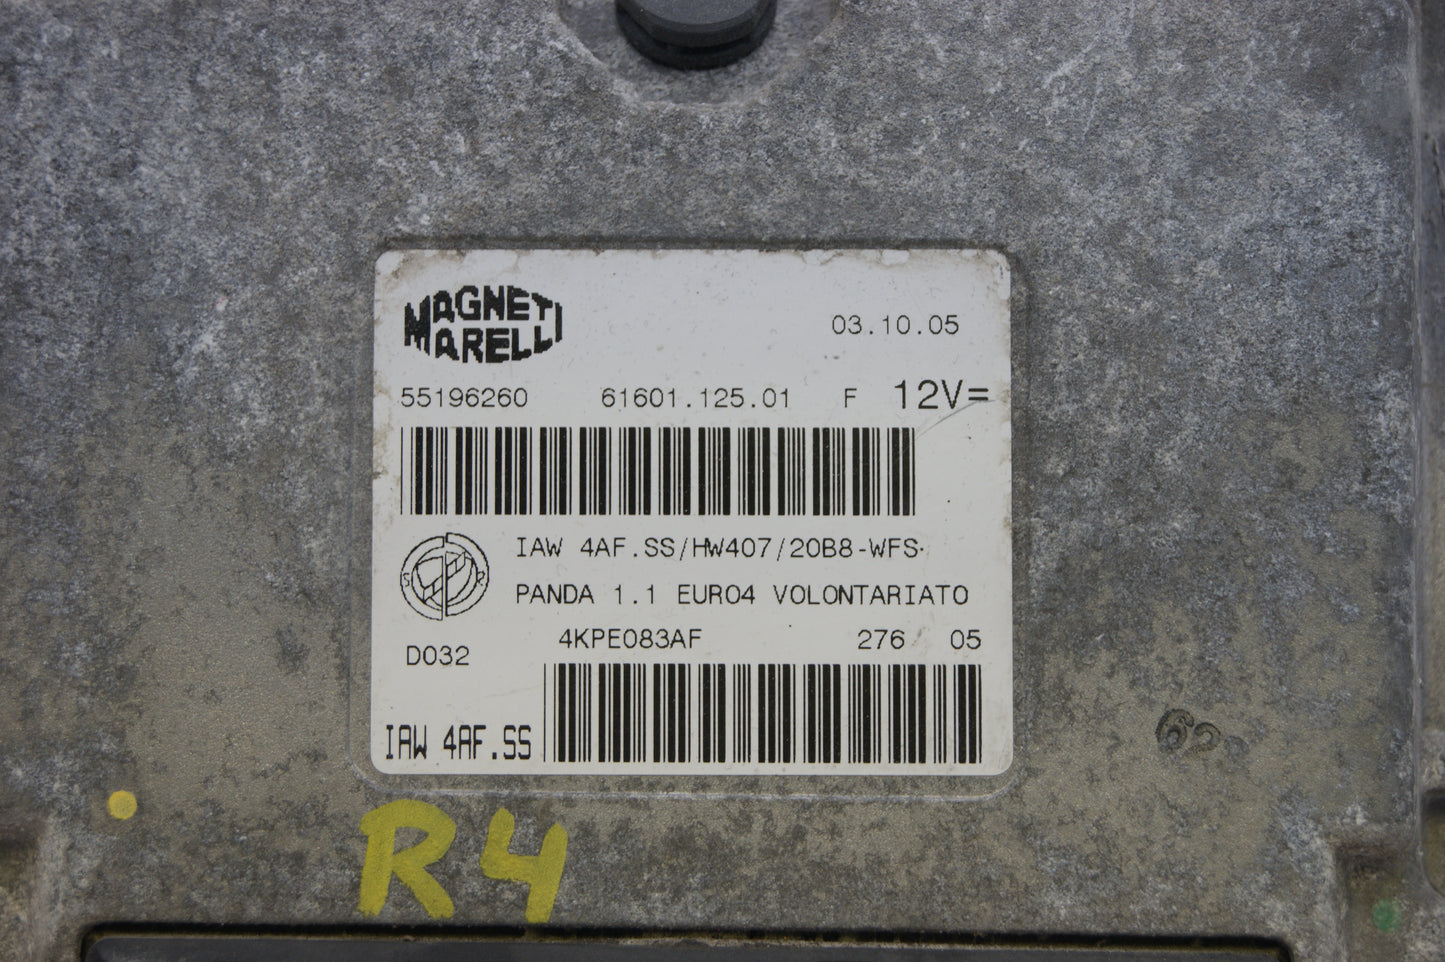 MAGNETI
MARELLI
03.10.05
55196260 61601.125.01 F 12V=
IAW 4AF.SS/HW407/20B8-WFS
PANDA 1.1 EURO4 VOLONTARIATO
4KPE083AF 276 05
D032
IAW 4AF.SS
R4